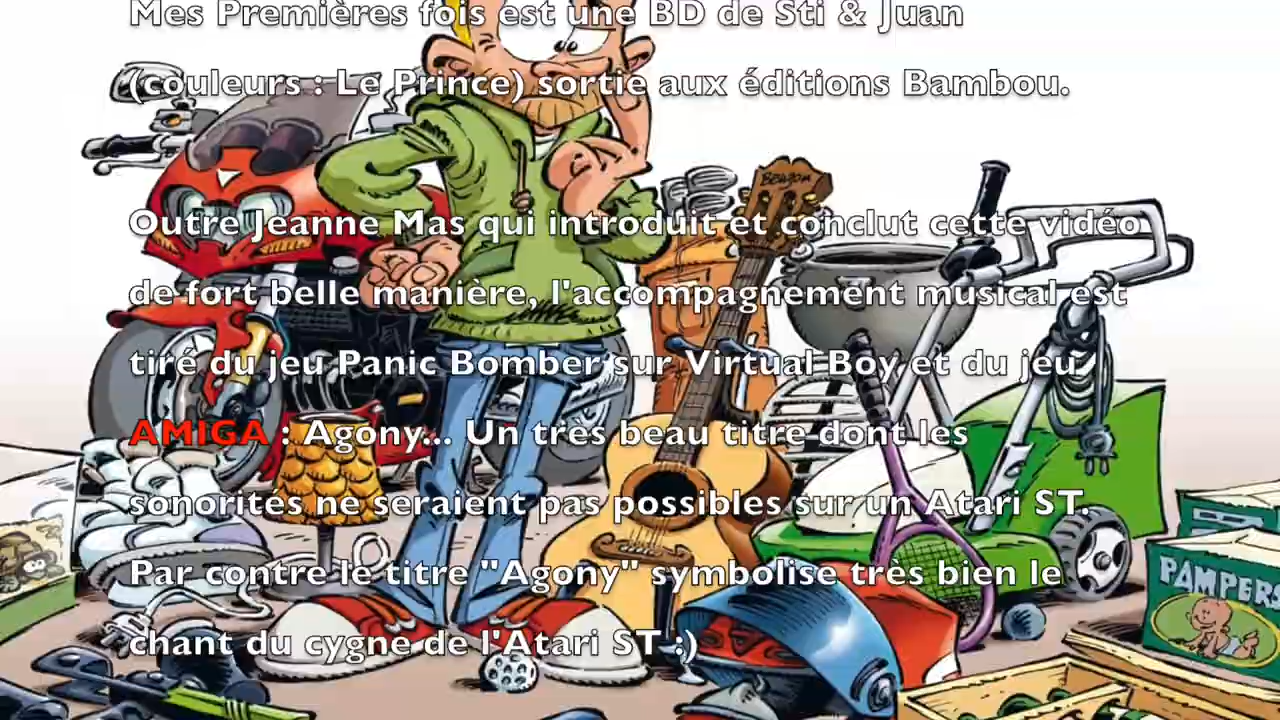 Mes Premières fois est une BD de Sti & Juan
(couleurs : Le Prince) sortie aux éditions Bambou.
Outre Jeanne Mas qui introduit et conclut cette vidéo
de fort belle manière, l'accompagnement musical est
tiré du jeu Panic Bomber sur Virtual Boy et du jeu
AMIGA : Agony... Un très beau titre dont les
sonorités ne seraient pas possibles sur un Atari ST.
Par contre le titre "Agony" symbolise très bien le
chant du cygne de l'Atari ST :)
PAMPERS